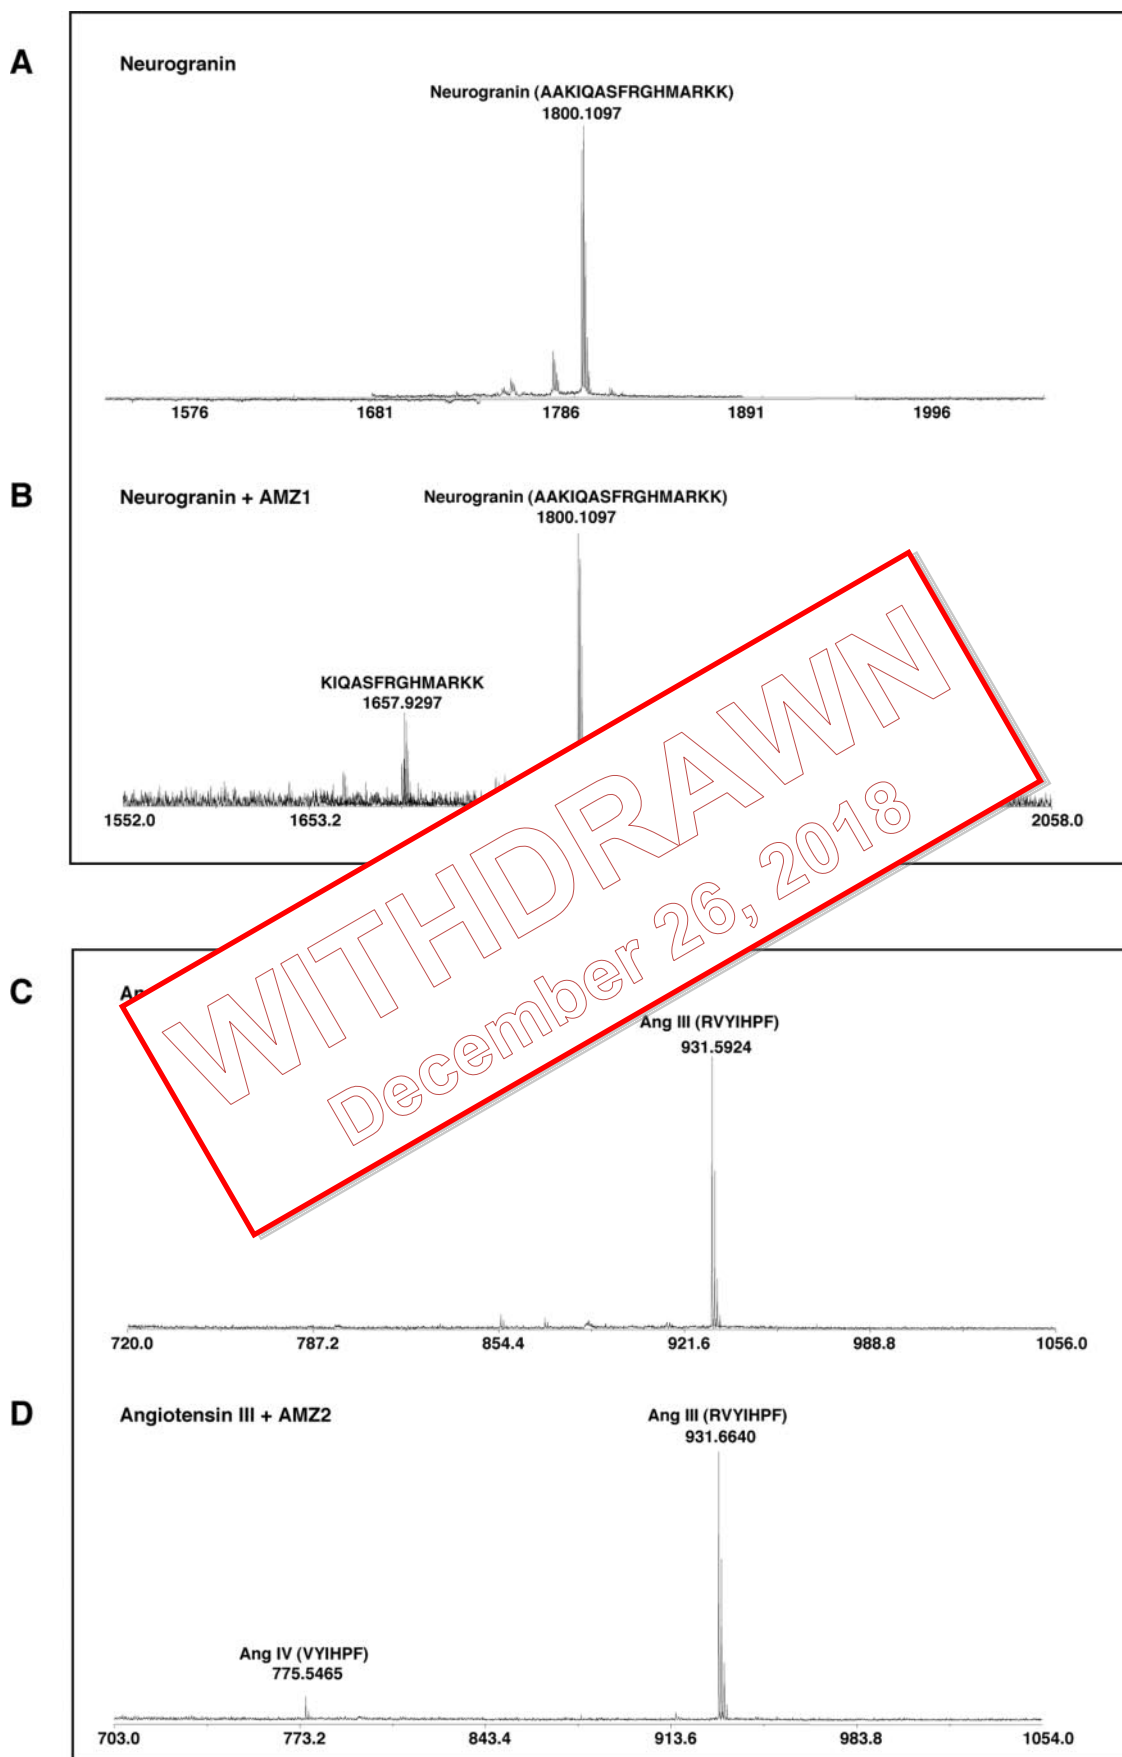 A
Neurogranin
Neurogranin (AAKIQASFRGHMARKK)
1800.1097
1576 1681 1786 1891 1996
B
Neurogranin + AMZ1
Neurogranin (AAKIQASFRGHMARKK)
1800.1097
KIQASFRGHMARKK
1657.9297
1552.0 1653.2 2058.0
WITHDRAWN
December 26, 2018
C
Ang III (RVYIHPF)
931.5924
720.0 787.2 854.4 921.6 988.8 1056.0
D
Angiotensin III + AMZ2
Ang III (RVYIHPF)
931.6640
Ang IV (VYIHPF)
775.5465
703.0 773.2 843.4 913.6 983.8 1054.0